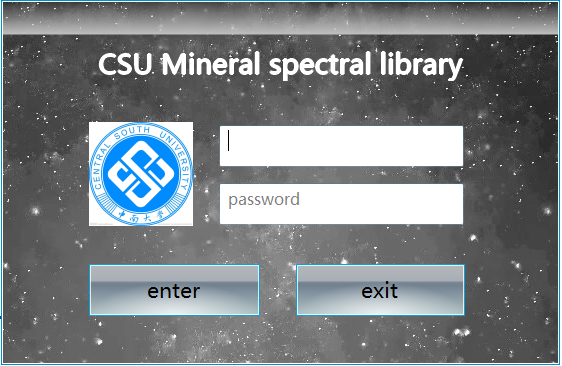 CSU Mineral spectral library
CENTRAL SOUTH UNIVERSITY
中南大学
password
enter
exit